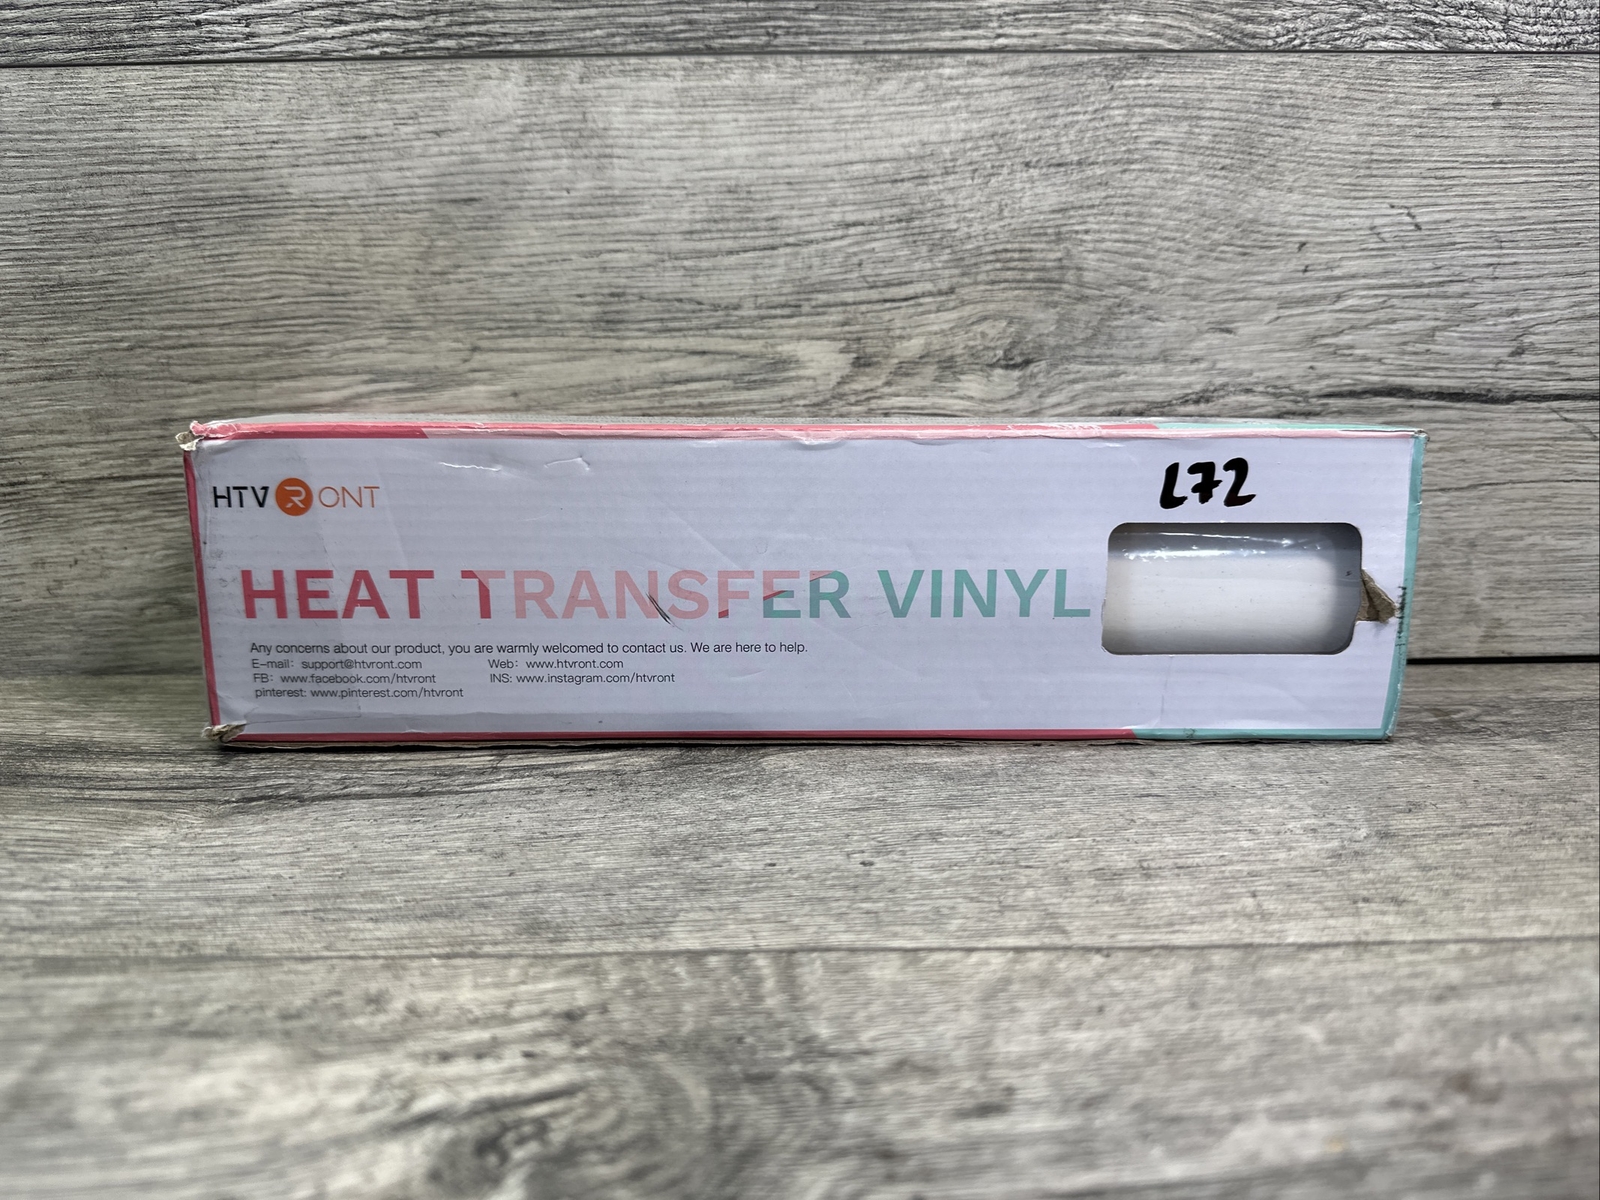 L72
HTVRONT
HEAT TRANSFER VINYL
Any concerns about our product, you are warmly welcomed to contact us. We are here to help.
E-mail: support@htvront.com Web: www.htvront.com
FB: www.facebook.com/htvront INS: www.instagram.com/htvront
pinterest: www.pinterest.com/htvront